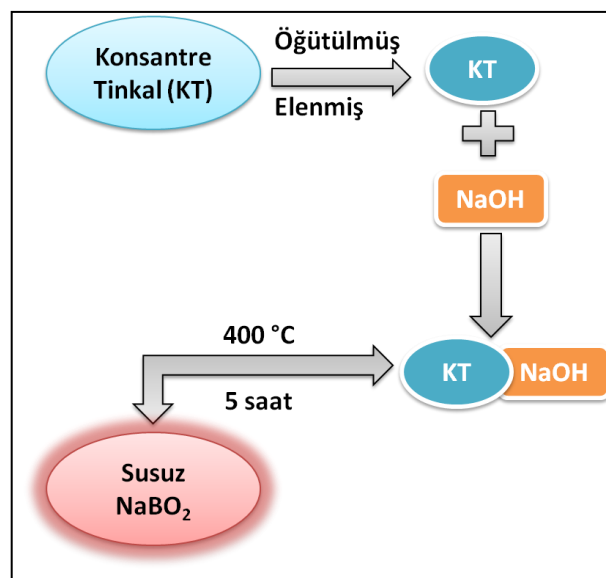 Konsantre
Tinkal (KT)
Öğütülmüş
Elenmiş
KT
NaOH
KT
NaOH
400 °C
5 saat
Susuz
NaBO₂